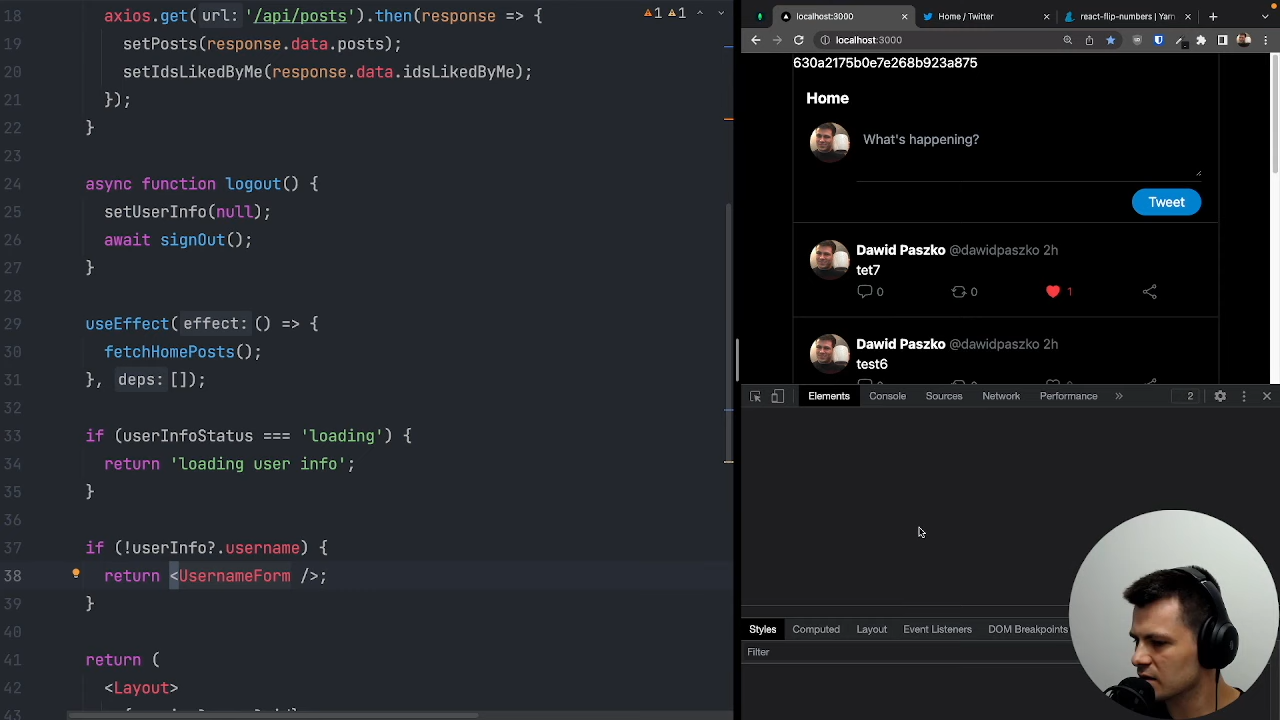 18 axios.get( url: '/api/posts').then(response => {
19 setPosts(response.data.posts);
20 setIdsLikedByMe(response.data.idsLikedByMe);
21 });
22 }
23
24 async function logout() {
25 setUserInfo(null);
26 await signOut();
27 }
28
29 useEffect( effect: () => {
30 fetchHomePosts();
31 }, deps: []);
32
33 if (userInfoStatus === 'loading') {
34 return 'loading user info';
35 }
36
37 if (!userInfo?.username) {
38 return <UsernameForm />;
39 }
40
41 return (
42 <Layout>
43
1 1
localhost:3000
Home / Twitter
react-flip-numbers | Yarn
localhost:3000
630a2175b0e7e268b923a875
Home
What's happening?
Tweet
Dawid Paszko @dawidpaszko 2h
tet7
0 0 1
Dawid Paszko @dawidpaszko 2h
test6
Elements Console Sources Network Performance » 2
Styles Computed Layout Event Listeners DOM Breakpoints
Filter